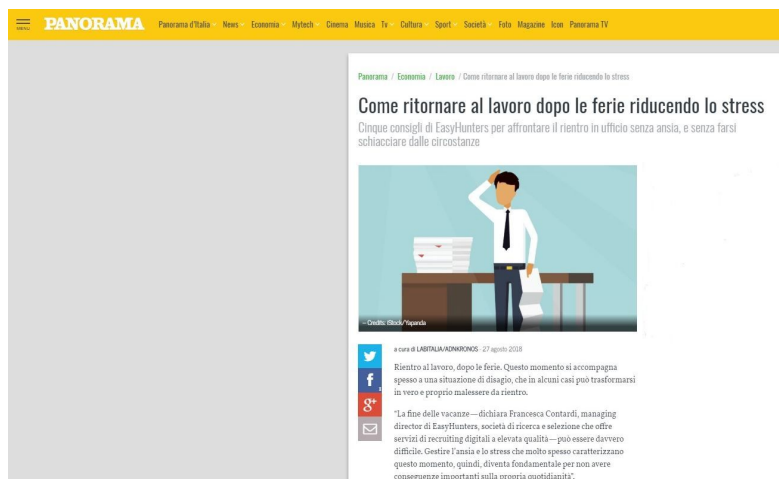 MENU
PANORAMA Panorama d'Italia News Economia Mytech Cinema Musica Tv Cultura Sport Società Foto Magazine Icon Panorama TV
Panorama / Economia / Lavoro / Come ritornare al lavoro dopo le ferie riducendo lo stress
Come ritornare al lavoro dopo le ferie riducendo lo stress
Cinque consigli di EasyHunters per affrontare il rientro in ufficio senza ansia, e senza farsi
schiacciare dalle circostanze
– Credits: iStock/Yapanda
a cura di LABITALIA/ADNKRONOS - 27 agosto 2018
Rientro al lavoro, dopo le ferie. Questo momento si accompagna
spesso a una situazione di disagio, che in alcuni casi può trasformarsi
in vero e proprio malessere da rientro.
"La fine delle vacanze — dichiara Francesca Contardi, managing
director di EasyHunters, società di ricerca e selezione che offre
servizi di recruiting digitali a elevata qualità — può essere davvero
difficile. Gestire l'ansia e lo stress che molto spesso caratterizzano
questo momento, quindi, diventa fondamentale per non avere
conseguenze importanti sulla propria quotidianità".